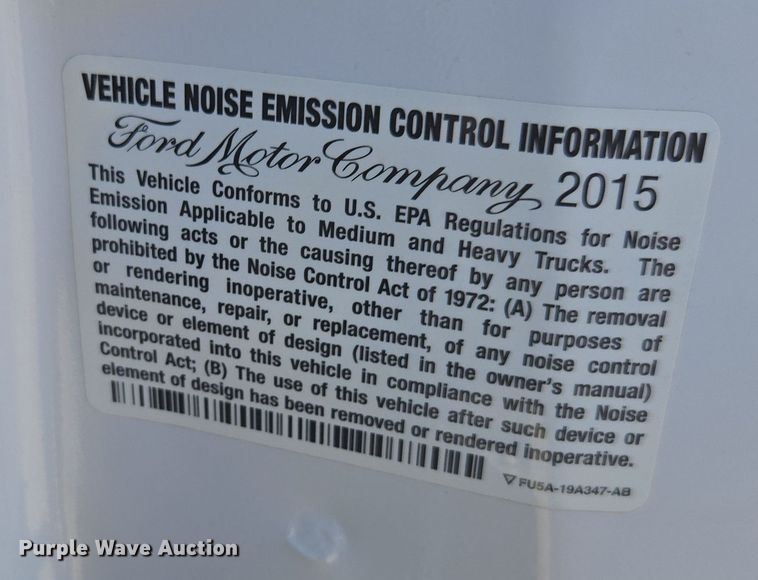 VEHICLE NOISE EMISSION CONTROL INFORMATION
Ford Motor Company 2015
This Vehicle Conforms to U.S. EPA Regulations for Noise
Emission Applicable to Medium and Heavy Trucks. The
following acts or the causing thereof by any person are
prohibited by the Noise Control Act of 1972: (A) The removal
or rendering inoperative, other than for purposes of
maintenance, repair, or replacement, of any noise control
device or element of design (listed in the owner's manual)
incorporated into this vehicle in compliance with the Noise
Control Act; (B) The use of this vehicle after such device or
element of design has been removed or rendered inoperative.
FU5A-19A347-AB
Purple Wave Auction